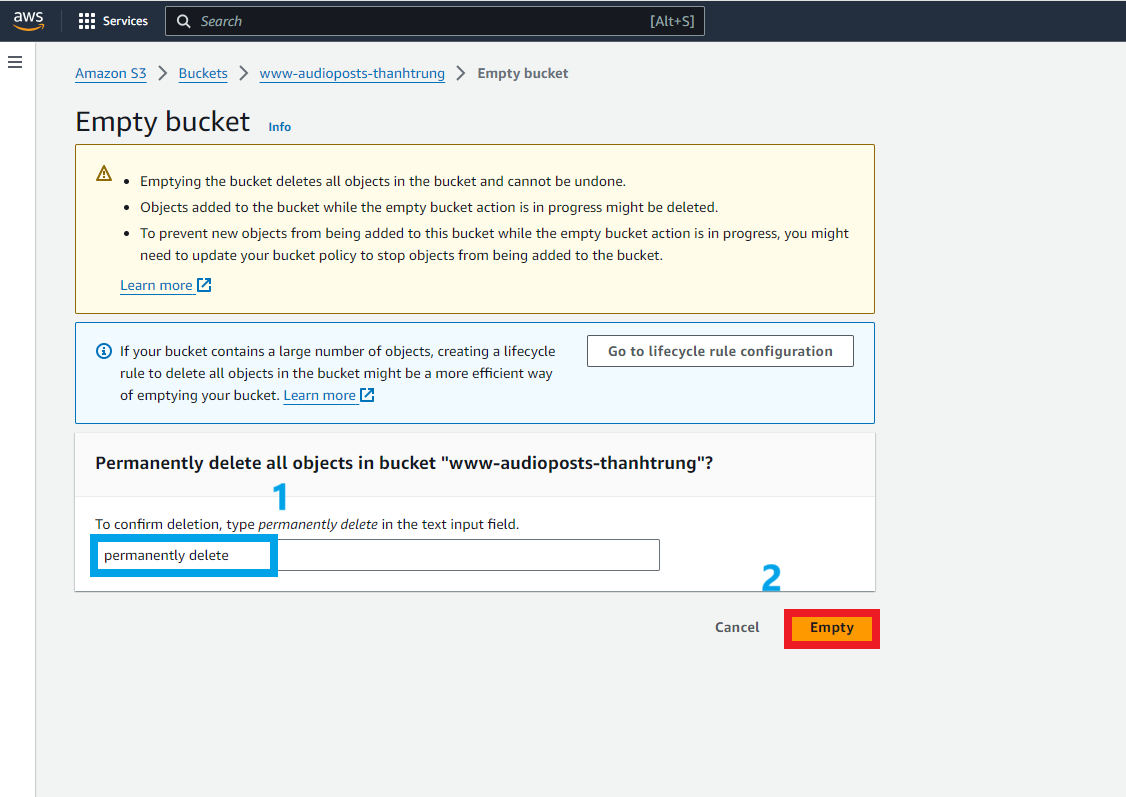 aws Services Search [Alt+S]
Amazon S3 > Buckets > www-audioposts-thanhtrung > Empty bucket
Empty bucket Info
• Emptying the bucket deletes all objects in the bucket and cannot be undone.
• Objects added to the bucket while the empty bucket action is in progress might be deleted.
• To prevent new objects from being added to this bucket while the empty bucket action is in progress, you might
need to update your bucket policy to stop objects from being added to the bucket.
Learn more
If your bucket contains a large number of objects, creating a lifecycle
rule to delete all objects in the bucket might be a more efficient way
of emptying your bucket. Learn more
Go to lifecycle rule configuration
Permanently delete all objects in bucket "www-audioposts-thanhtrung"?
1
To confirm deletion, type permanently delete in the text input field.
permanently delete
2
Cancel Empty